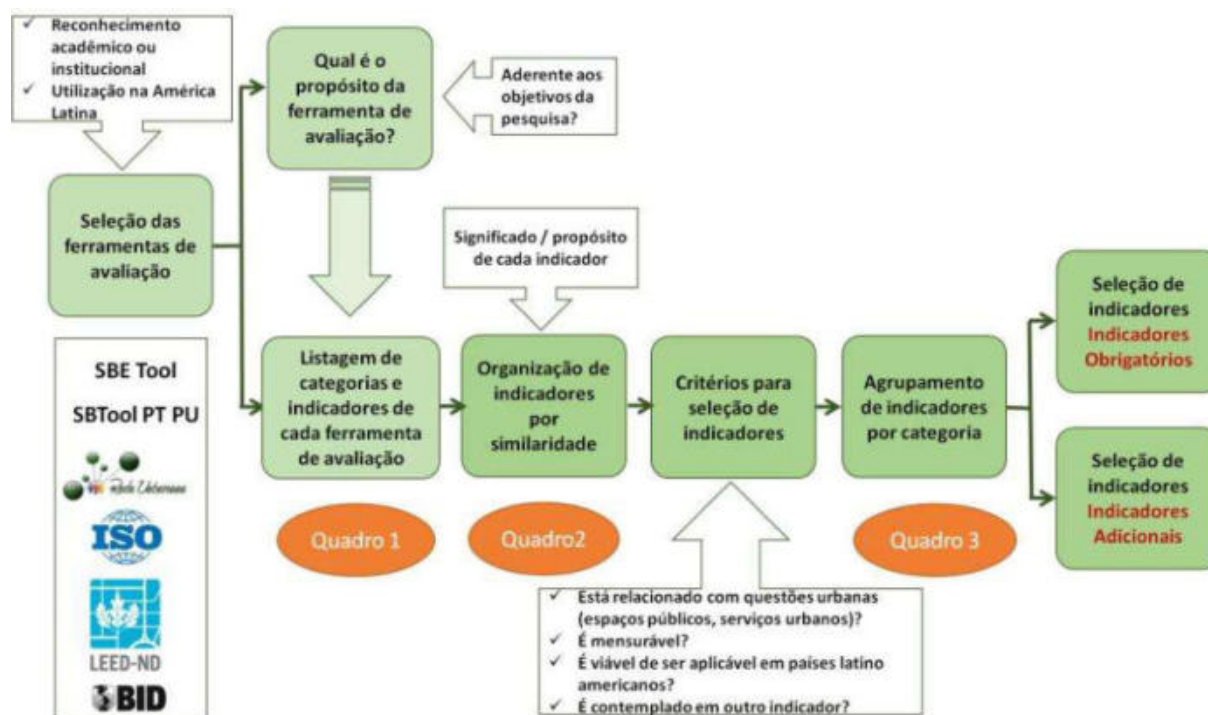 ✓ Reconhecimento
acadêmico ou
institucional
✓ Utilização na América
Latina
Qual é o
propósito da
ferramenta de
avaliação?
Aderente aos
objetivos da
pesquisa?
Seleção das
ferramentas de
avaliação
Significado / propósito
de cada indicador
Listagem de
categorias e
indicadores de
cada ferramenta
de avaliação
Organização de
indicadores
por
similaridade
Critérios para
seleção de
indicadores
Agrupamento
de indicadores
por categoria
Seleção de
indicadores
Indicadores
Obrigatórios
Seleção de
indicadores
Indicadores
Adicionais
SBE Tool
SBTool PT PU
ISO
LEED-ND
BID
Quadro 1
Quadro2
Quadro 3
✓ Está relacionado com questões urbanas
(espaços públicos, serviços urbanos)?
✓ É mensurável?
✓ É viável de ser aplicável em países latino
americanos?
✓ É contemplado em outro indicador?